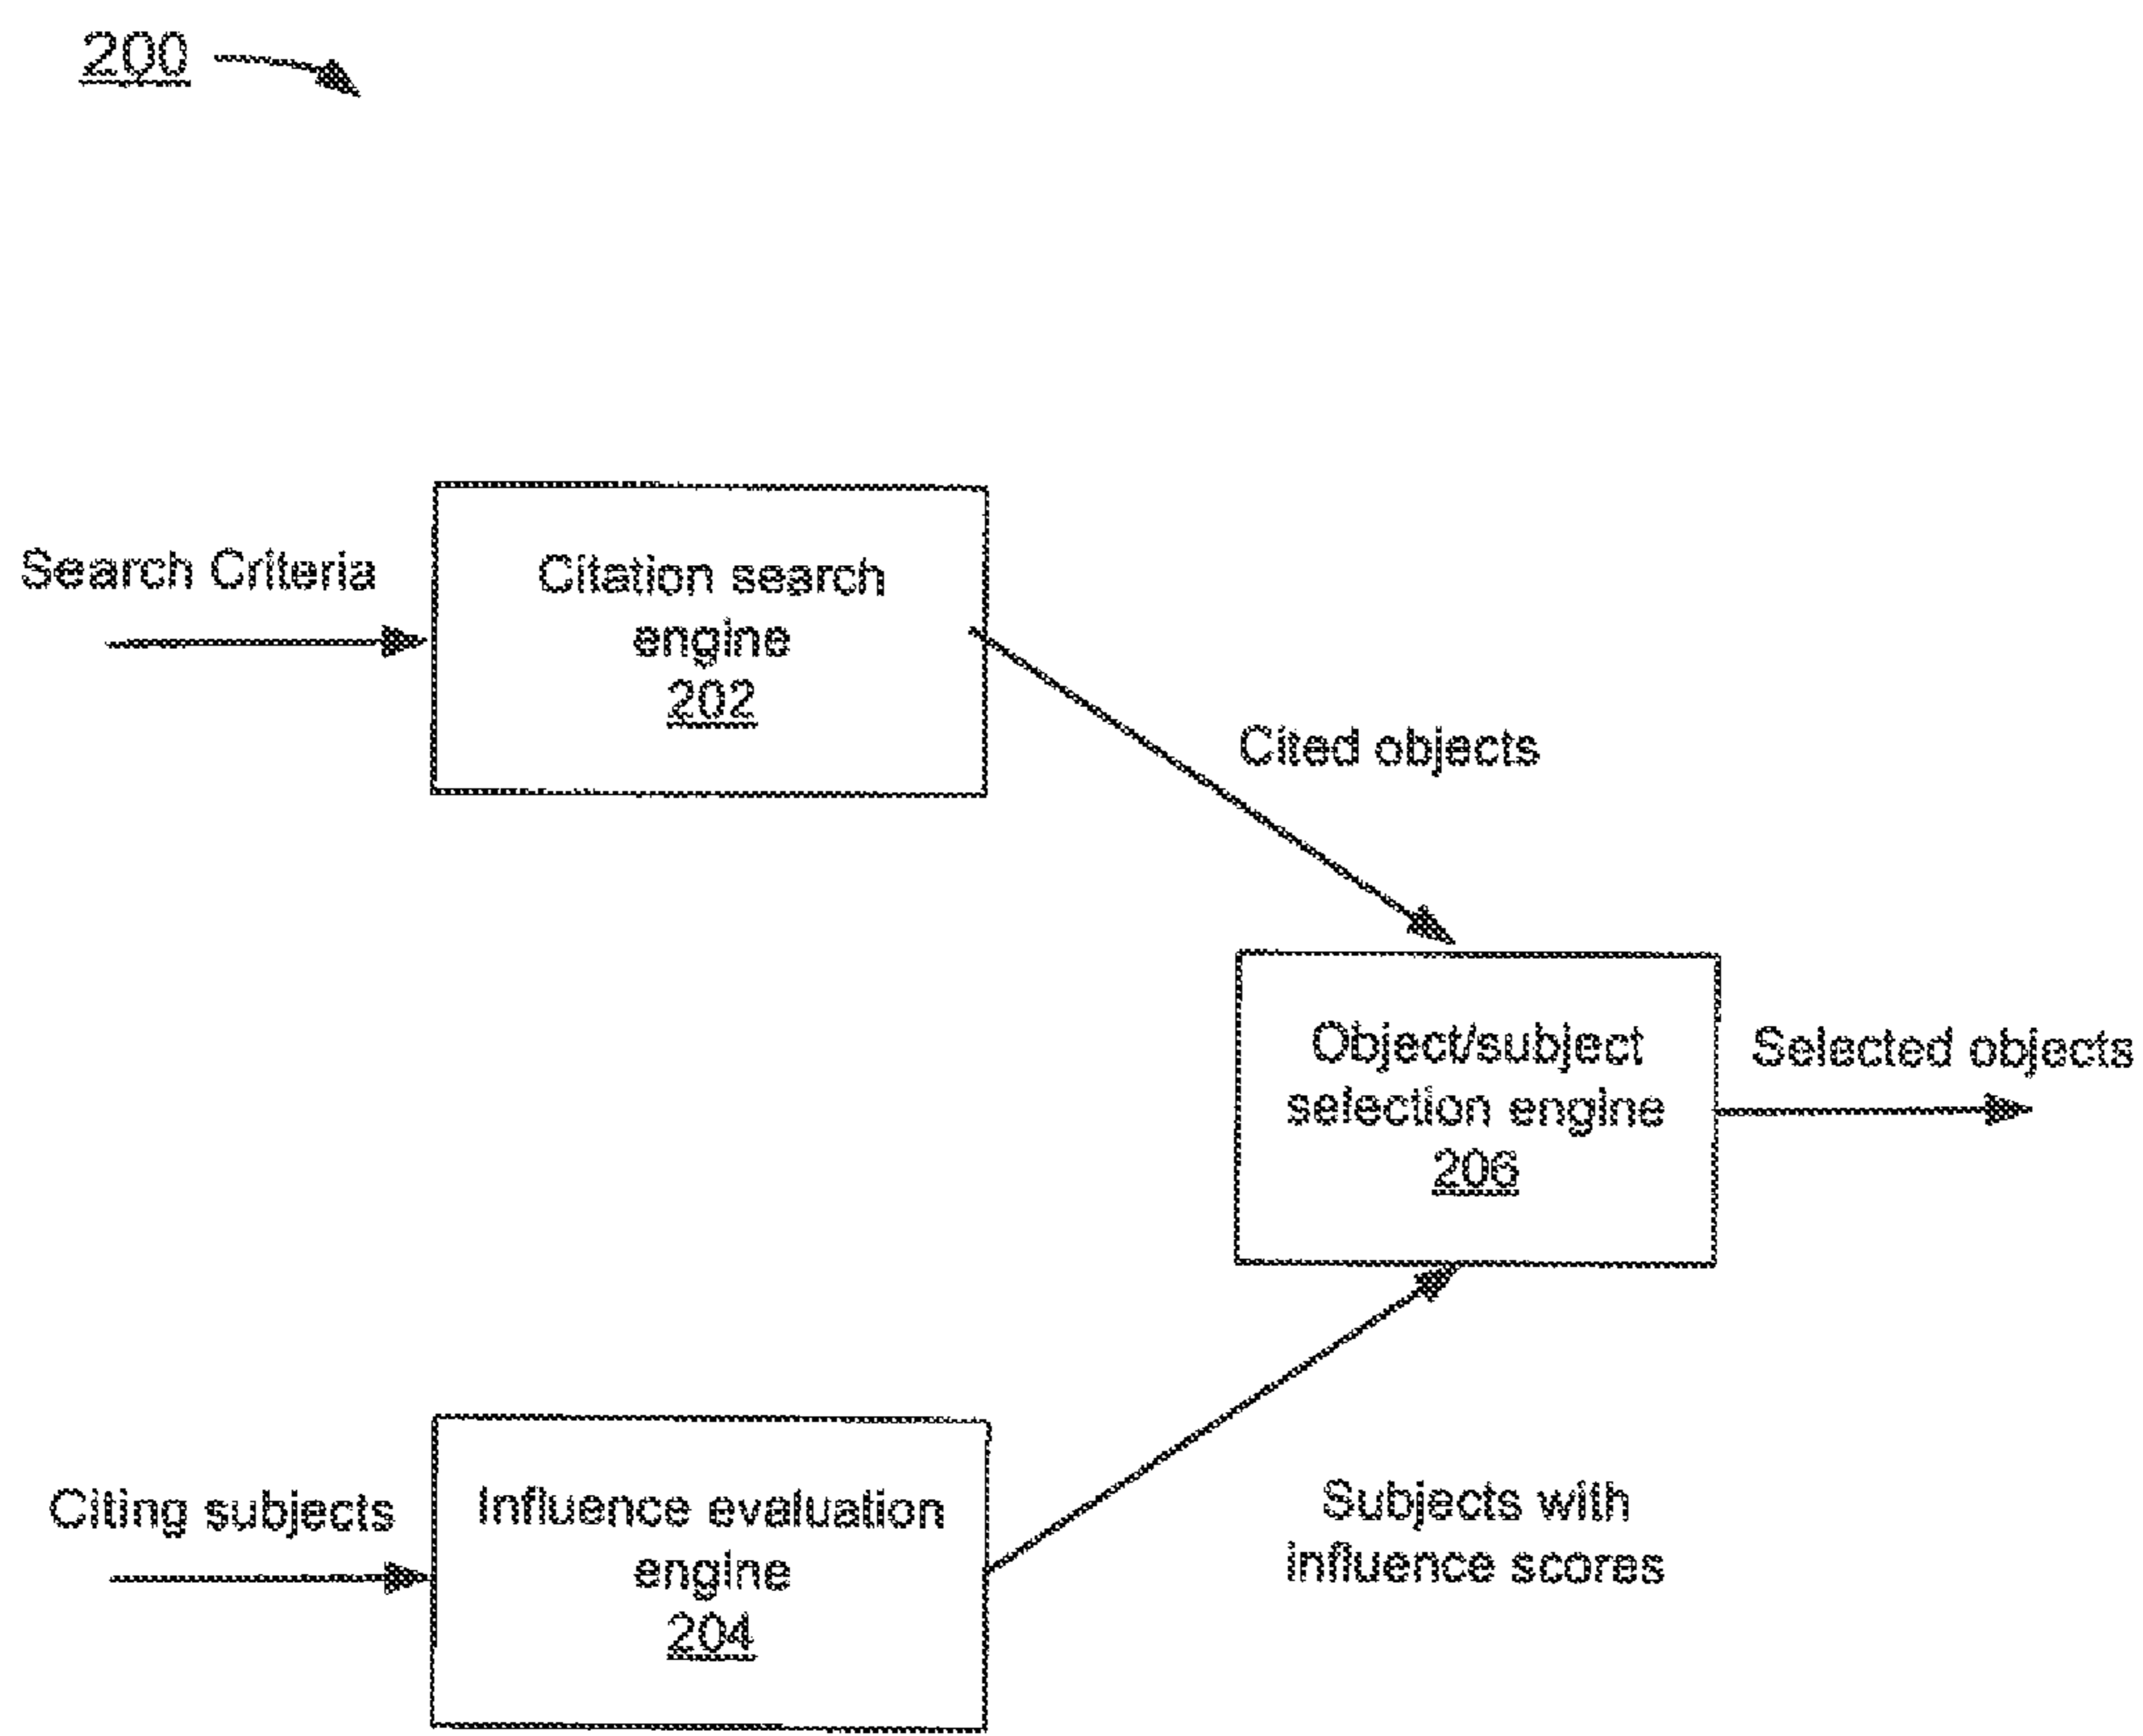 200
Search Criteria
Citation search
engine
202
Cited objects
Object/subject
selection engine
206
Selected objects
Citing subjects
Influence evaluation
engine
204
Subjects with
influence scores